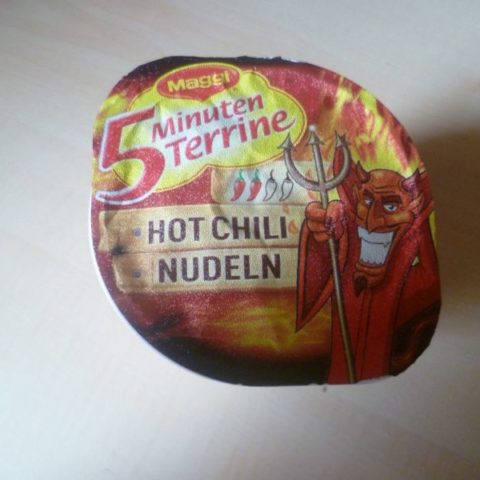 Maggi
5 Minuten
Terrine
HOT CHILI
NUDELN